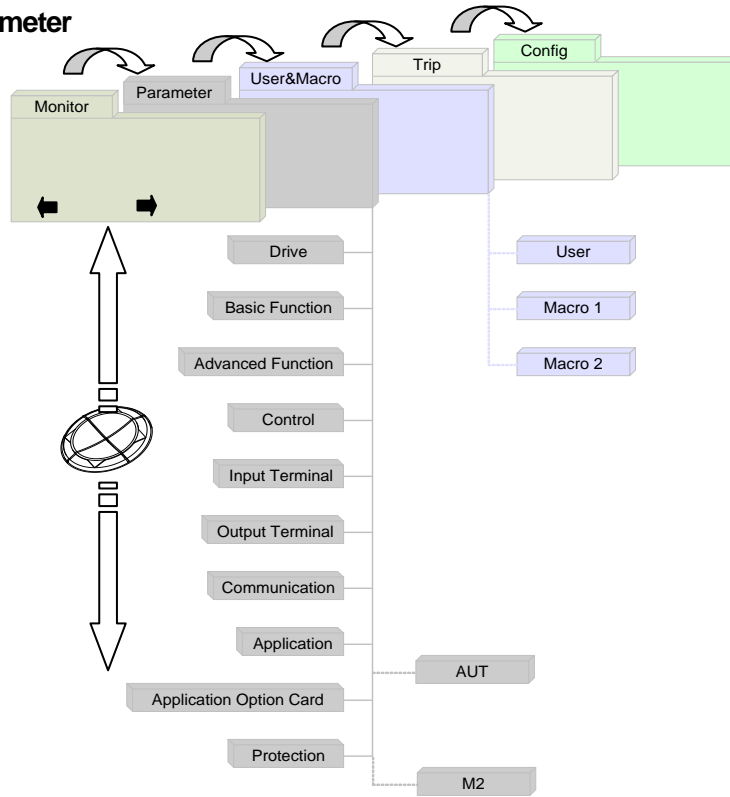 meter
Monitor
Parameter
User&Macro
Trip
Config
Drive
Basic Function
Advanced Function
Control
Input Terminal
Output Terminal
Communication
Application
Application Option Card
Protection
User
Macro 1
Macro 2
AUT
M2